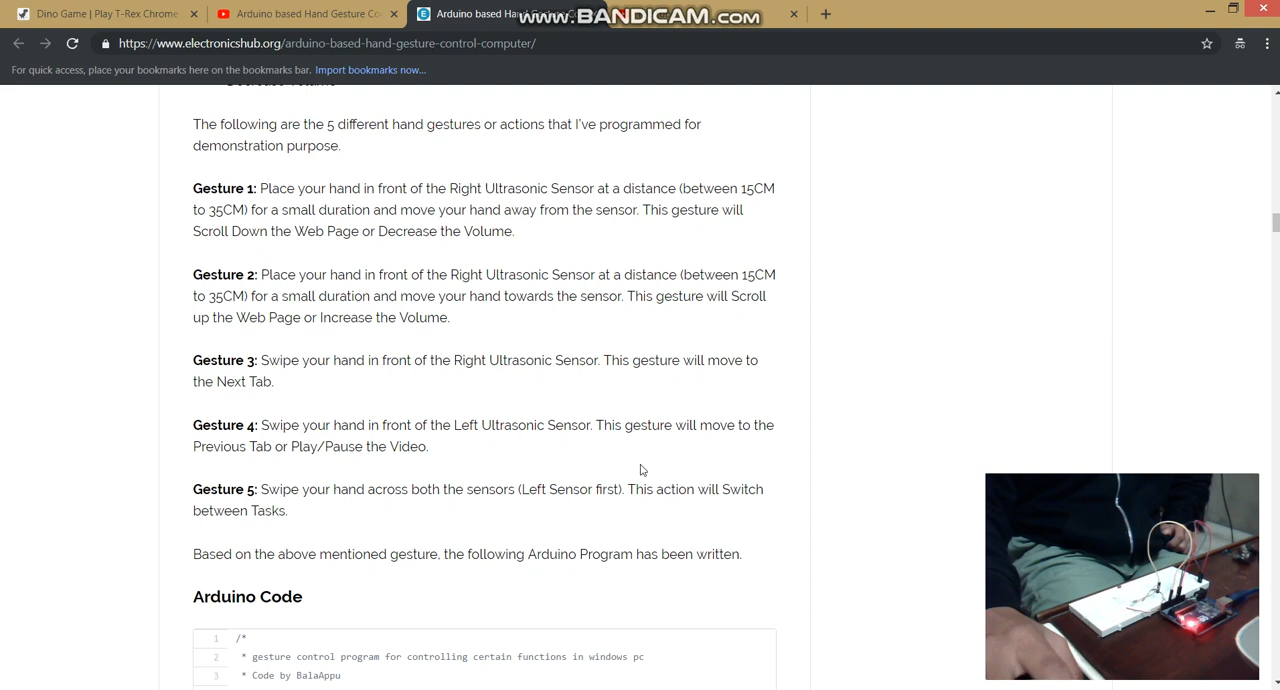 Dino Game | Play T-Rex Chrome
Arduino based Hand Gesture Co
Arduino based Ha
www.BANDICAM.com
https://www.electronicshub.org/arduino-based-hand-gesture-control-computer/
For quick access, place your bookmarks here on the bookmarks bar. Import bookmarks now...
Decrease Volume
The following are the 5 different hand gestures or actions that I've programmed for
demonstration purpose.
Gesture 1: Place your hand in front of the Right Ultrasonic Sensor at a distance (between 15CM
to 35CM) for a small duration and move your hand away from the sensor. This gesture will
Scroll Down the Web Page or Decrease the Volume.
Gesture 2: Place your hand in front of the Right Ultrasonic Sensor at a distance (between 15CM
to 35CM) for a small duration and move your hand towards the sensor. This gesture will Scroll
up the Web Page or Increase the Volume.
Gesture 3: Swipe your hand in front of the Right Ultrasonic Sensor. This gesture will move to
the Next Tab.
Gesture 4: Swipe your hand in front of the Left Ultrasonic Sensor. This gesture will move to the
Previous Tab or Play/Pause the Video.
Gesture 5: Swipe your hand across both the sensors (Left Sensor first). This action will Switch
between Tasks.
Based on the above mentioned gesture, the following Arduino Program has been written.
Arduino Code
1 /*
2 * gesture control program for controlling certain functions in windows pc
3 * Code by BalaAppu